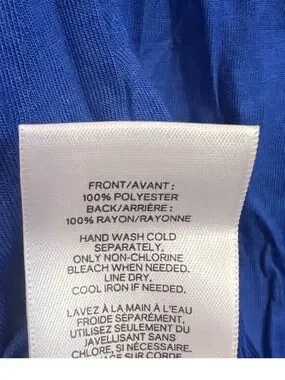 FRONT/AVANT:
100% POLYESTER
BACK/ARRIÈRE:
100% RAYON/RAYONNE
HAND WASH COLD
SEPARATELY.
ONLY NON-CHLORINE
BLEACH WHEN NEEDED.
LINE DRY,
COOL IRON IF NEEDED.
LAVEZ À LA MAIN À L'EAU
FROIDE SÉPARÉMENT.
UTILISEZ SEULEMENT DU
JAVELLISANT SANS
CHLORE, SI NÉCESSAIRE.
SUR CORDE